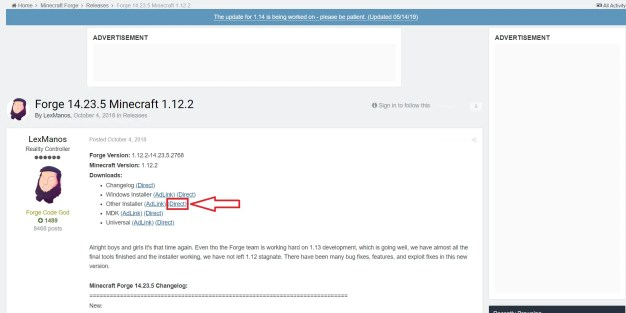 Home > Minecraft Forge > Releases > Forge 14.23.5 Minecraft 1.12.2
All Activity
The update for 1.14 is being worked on - please be patient. (Updated 05/14/19)
ADVERTISEMENT
ADVERTISEMENT
Forge 14.23.5 Minecraft 1.12.2
By LexManos, October 4, 2018 in Releases
Sign in to follow this
LexManos
Reality Controller
Forge Code God
1489
8468 posts
Posted October 4, 2018
Forge Version: 1.12.2-14.23.5.2768
Minecraft Version: 1.12.2
Downloads:
Changelog (Direct)
Windows Installer (AdLink) (Direct)
Other Installer (AdLink) (Direct)
MDK (AdLink) (Direct)
Universal (AdLink) (Direct)
Alright boys and girls it's that time again. Even tho the Forge team is working hard on 1.13 development, which is going well, we have almost all the
final tools finished and the installer working, we have not left 1.12 stagnate. There have been many bug fixes, features, and exploit fixes in this new
version.
Minecraft Forge 14.23.5 Changelog:
============================================================================
New:
Recently Browsing